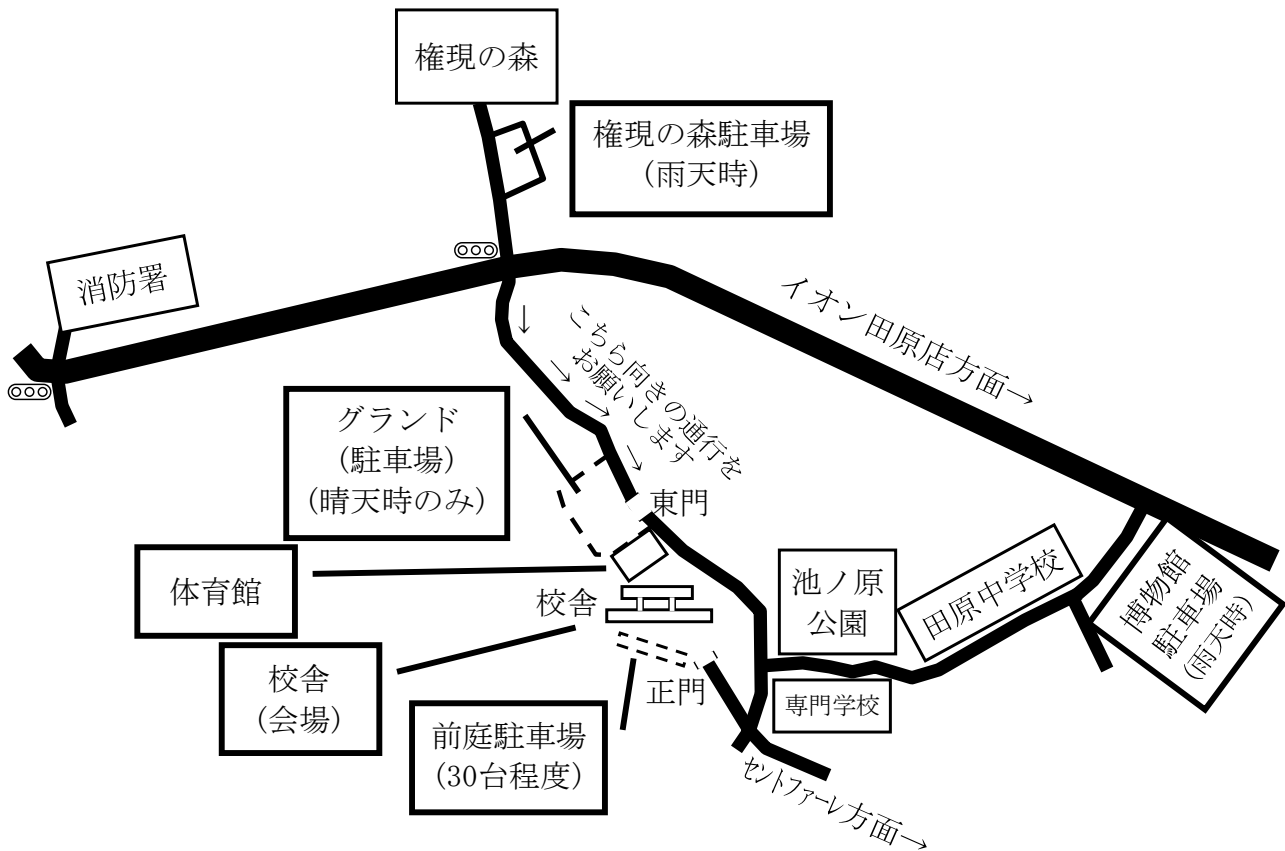 権現の森
権現の森駐車場
(雨天時)
消防署
イオン田原店方面→
↓
→
→
→
こちら向きの通行を
お願いします
グランド
(駐車場)
(晴天時のみ)
東門
体育館
校舎
池ノ原
公園
田原中学校
博物館
駐車場
(雨天時)
校舎
(会場)
正門
専門学校
前庭駐車場
(30台程度)
セントファーレ方面→